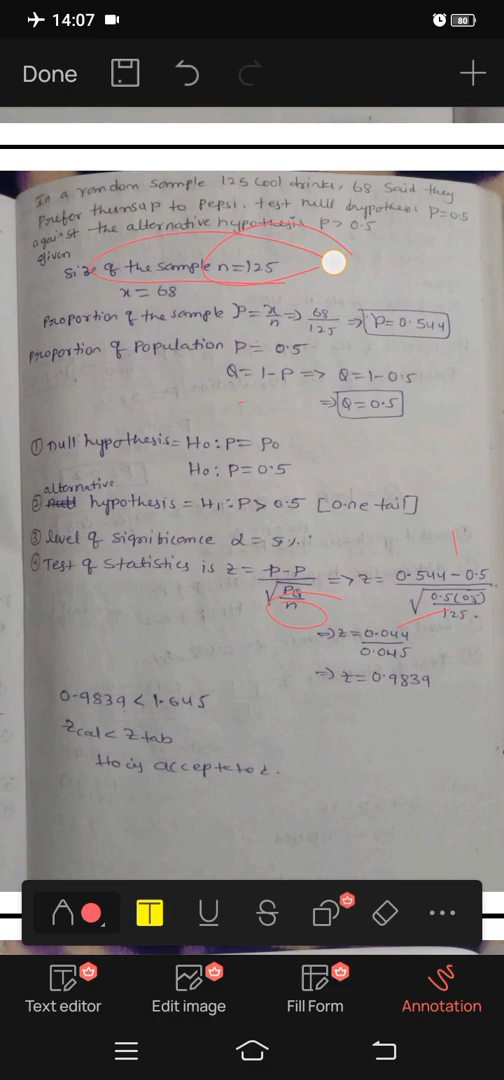 14:07
80
Done
In a random sample 125 cool drinks, 68 said they
prefer thumsup to Pepsi. test null hypothesis P=0.5
against the alternative hypothesis P>0.5
given
size of the sample n=125
x=68
Proportion of the sample P=x/n => 68/125 => P=0.544
proportion of Population P= 0.5
Q= 1-P => Q=1-0.5
=> Q=0.5
① null hypothesis= H0: P= P0
H0: P=0.5
alternative
② null hypothesis = H1: P> 0.5 [one tail]
③ level of significance α = 5%
④ Test of statistics is z= p-P/√PQ/n => z= 0.544-0.5/√0.5(0.5)/125.
=> z=0.044/0.045
=> z=0.9839
0.9839 < 1.645
Zcal < Ztab
H0 is accepteted.
T
U
S
Text editor
Edit image
Fill Form
Annotation